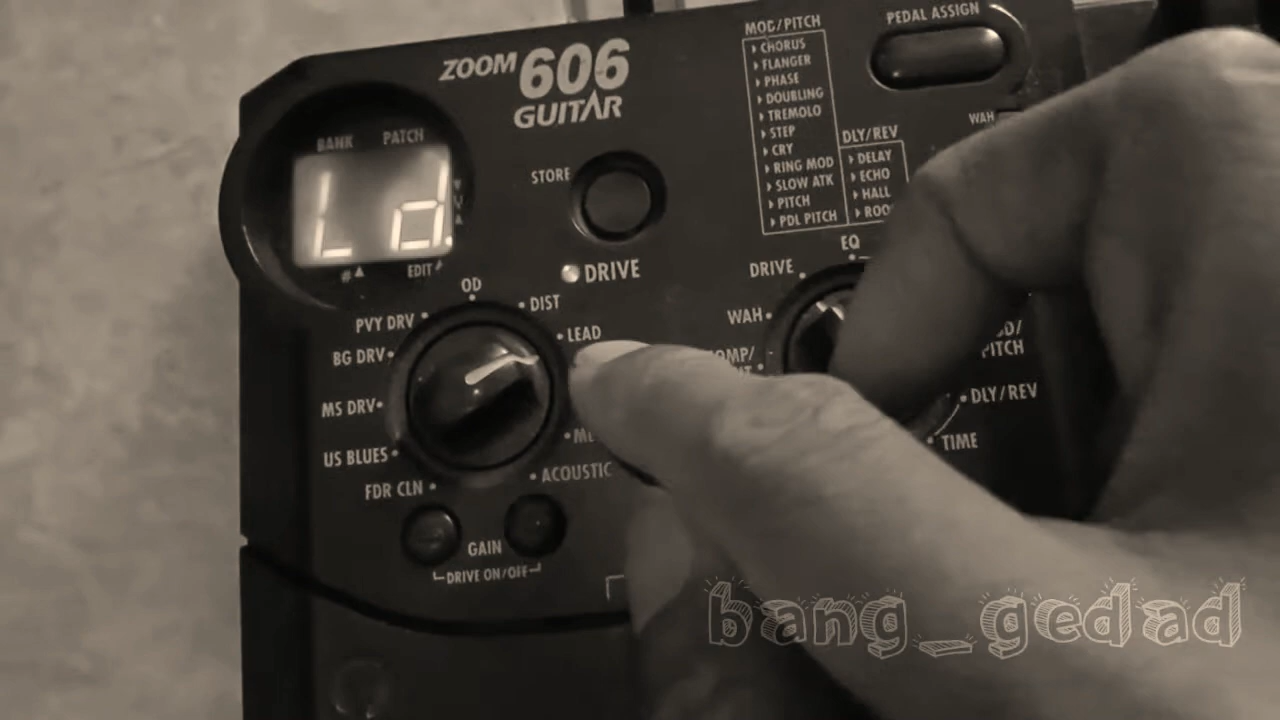 ZOOM 606
GUITAR
BANK PATCH
Ld.
# EDIT
STORE
DRIVE
OD
DIST
LEAD
PVY DRV
BG DRV
MS DRV
US BLUES
FDR CLN
ACOUSTIC
GAIN
DRIVE ON/OFF
MOD/PITCH
CHORUS
FLANGER
PHASE
DOUBLING
TREMOLO
STEP
CRY
RING MOD
SLOW ATK
PITCH
PDL PITCH
DLY/REV
DELAY
ECHO
HALL
PEDAL ASSIGN
WAH
EQ
DRIVE
WAH
PITCH
DLY/REV
TIME
bang_gedad